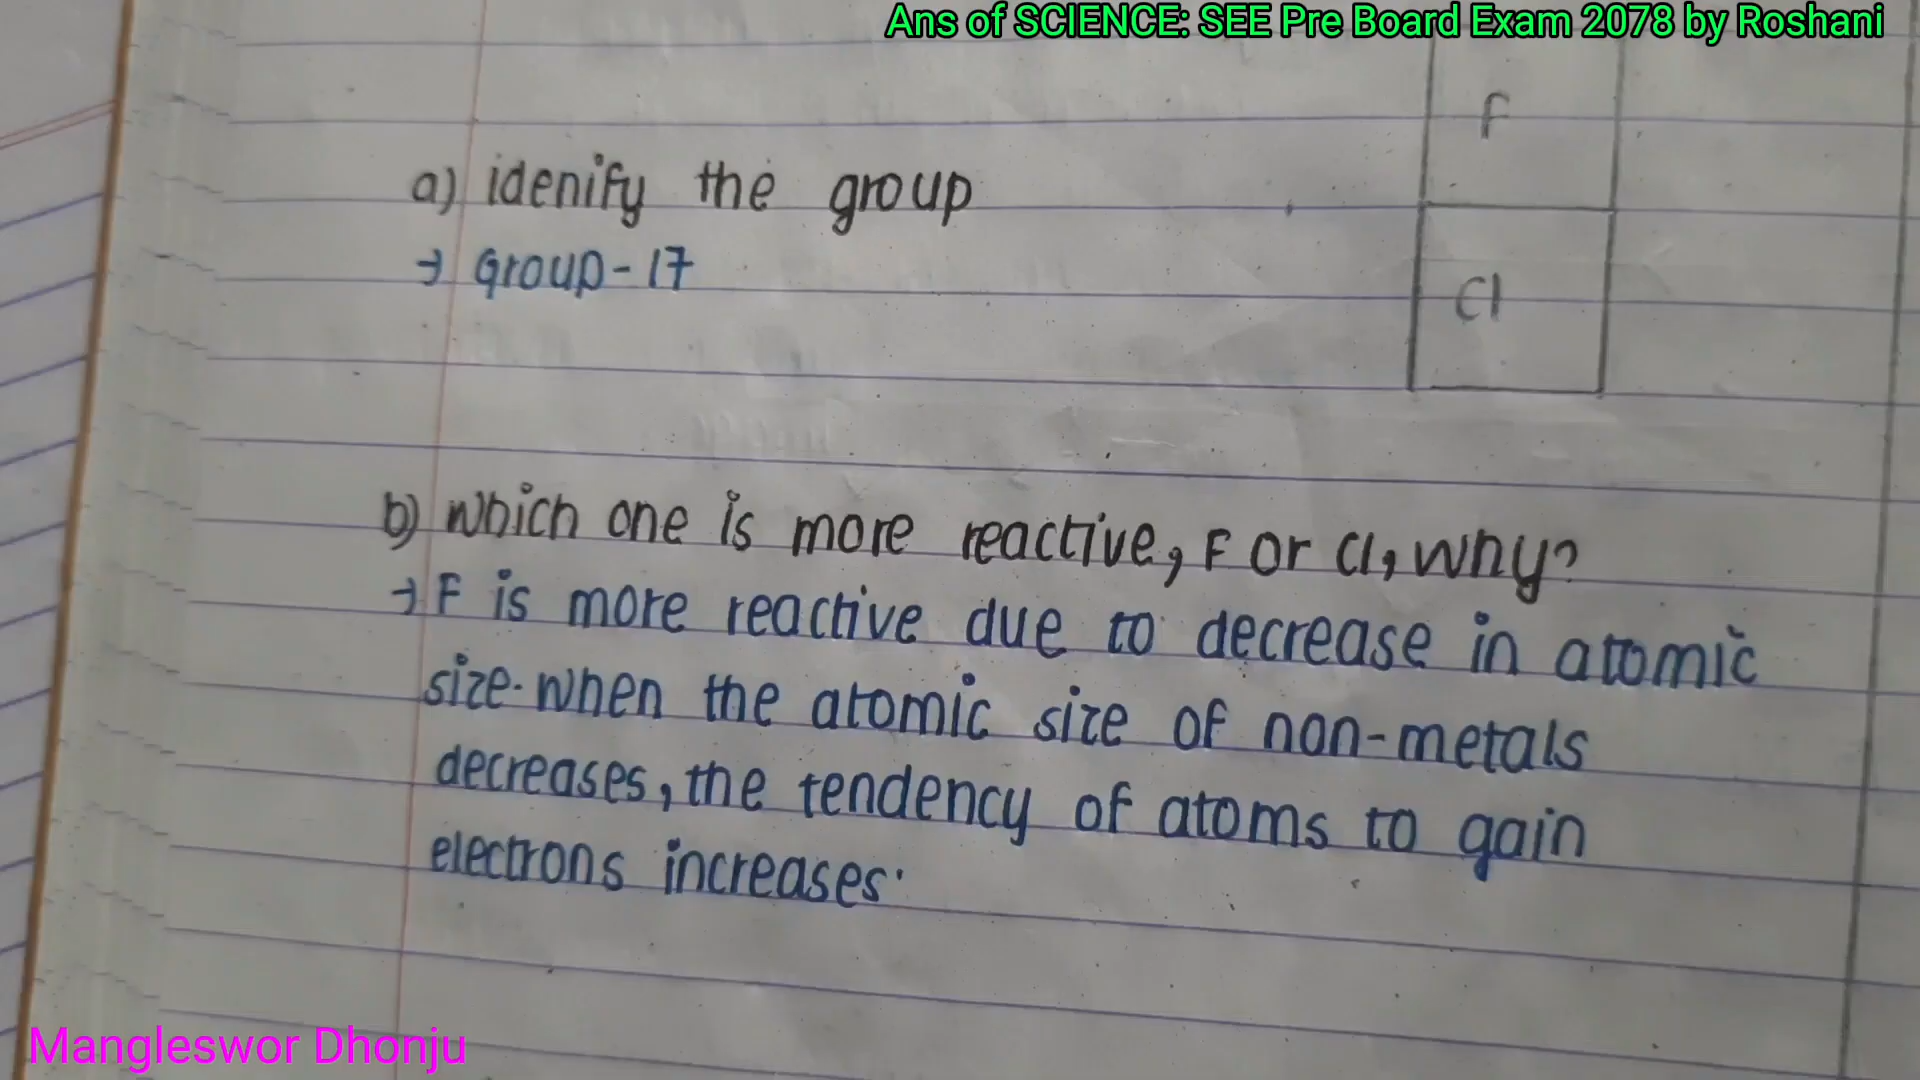 Ans of SCIENCE: SEE Pre Board Exam 2078 by Roshani
F
a) idenify the group
→ Group-17
Cl
b) which one is more reactive, F or Cl, why?
→ F is more reactive due to decrease in atomic
size. when the atomic size of non-metals
decreases, the tendency of atoms to gain
electrons increases.
Mangleswor Dhonju